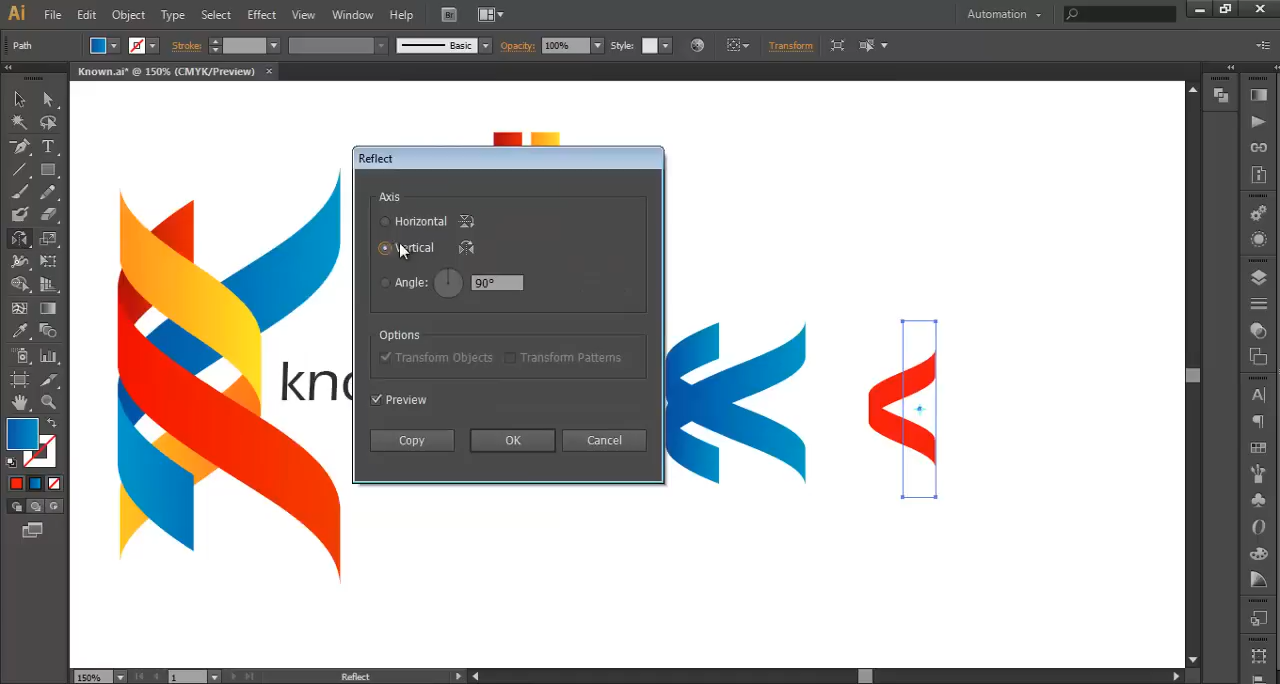 Ai File Edit Object Type Select Effect View Window Help Br Automation
Path Stroke: Basic Opacity: 100% Style: Transform
Known.ai* @ 150% (CMYK/Preview) ×
Reflect
Axis
Horizontal
Vertical
Angle: 90°
Options
Transform Objects Transform Patterns
kno
Preview
Copy OK Cancel
150% 1 Reflect